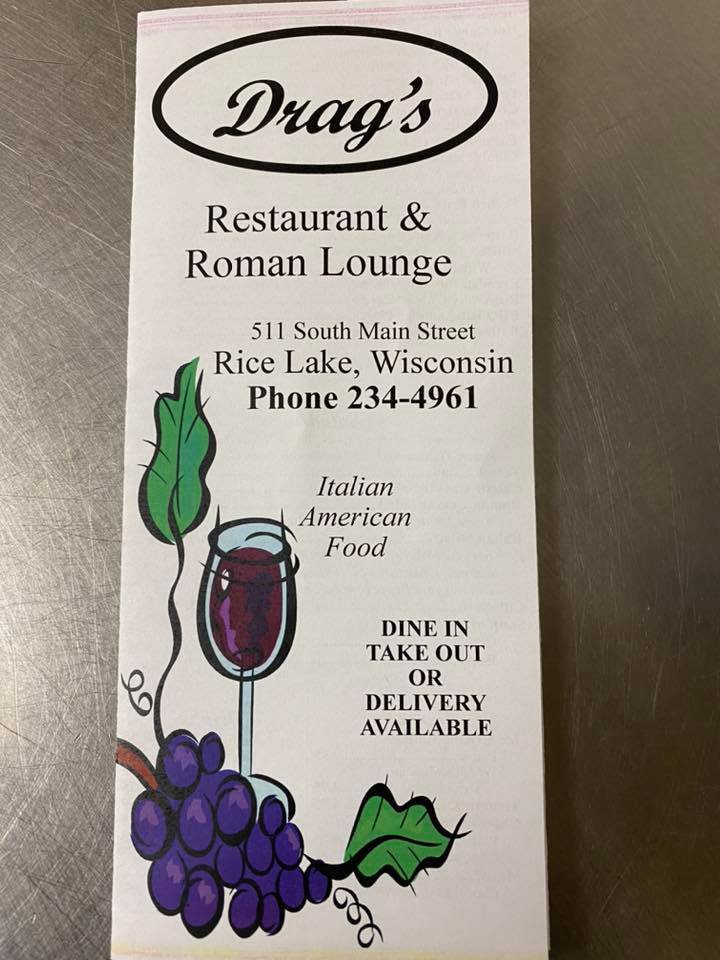 Drag's
Restaurant &
Roman Lounge
511 South Main Street
Rice Lake, Wisconsin
Phone 234-4961
Italian
American
Food
DINE IN
TAKE OUT
OR
DELIVERY
AVAILABLE